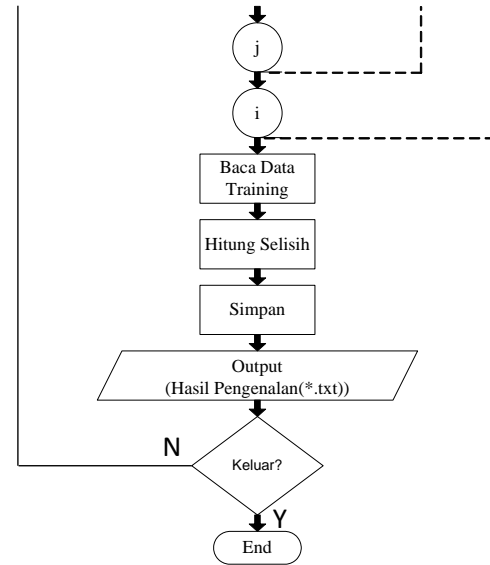 j
i
Baca Data
Training
Hitung Selisih
Simpan
Output
(Hasil Pengenalan(*.txt))
N
Keluar?
Y
End